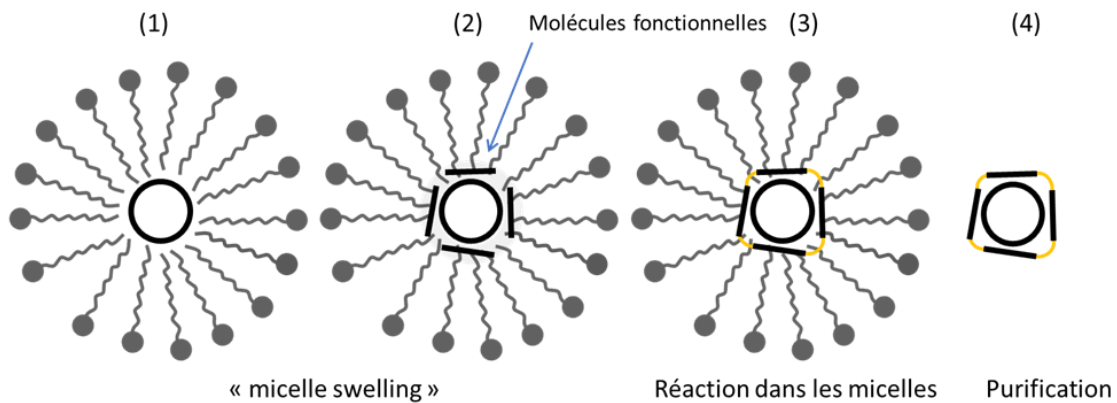 (1)
(2)
Molécules fonctionnelles
(3)
(4)
« micelle swelling »
Réaction dans les micelles
Purification